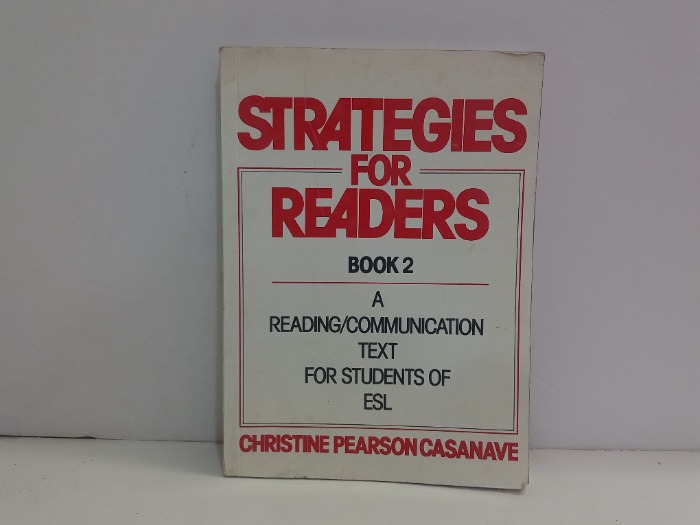 STRATEGIES
FOR
READERS
BOOK 2
A
READING/COMMUNICATION
TEXT
FOR STUDENTS OF
ESL
CHRISTINE PEARSON CASANAVE